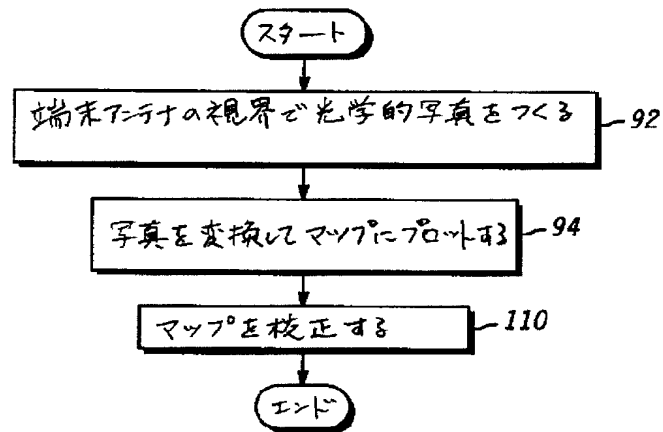 スタート
端末アンテナの視界で光学的写真をつくる
92
写真を変換してマップにプロットする
94
マップを校正する
110
エンド